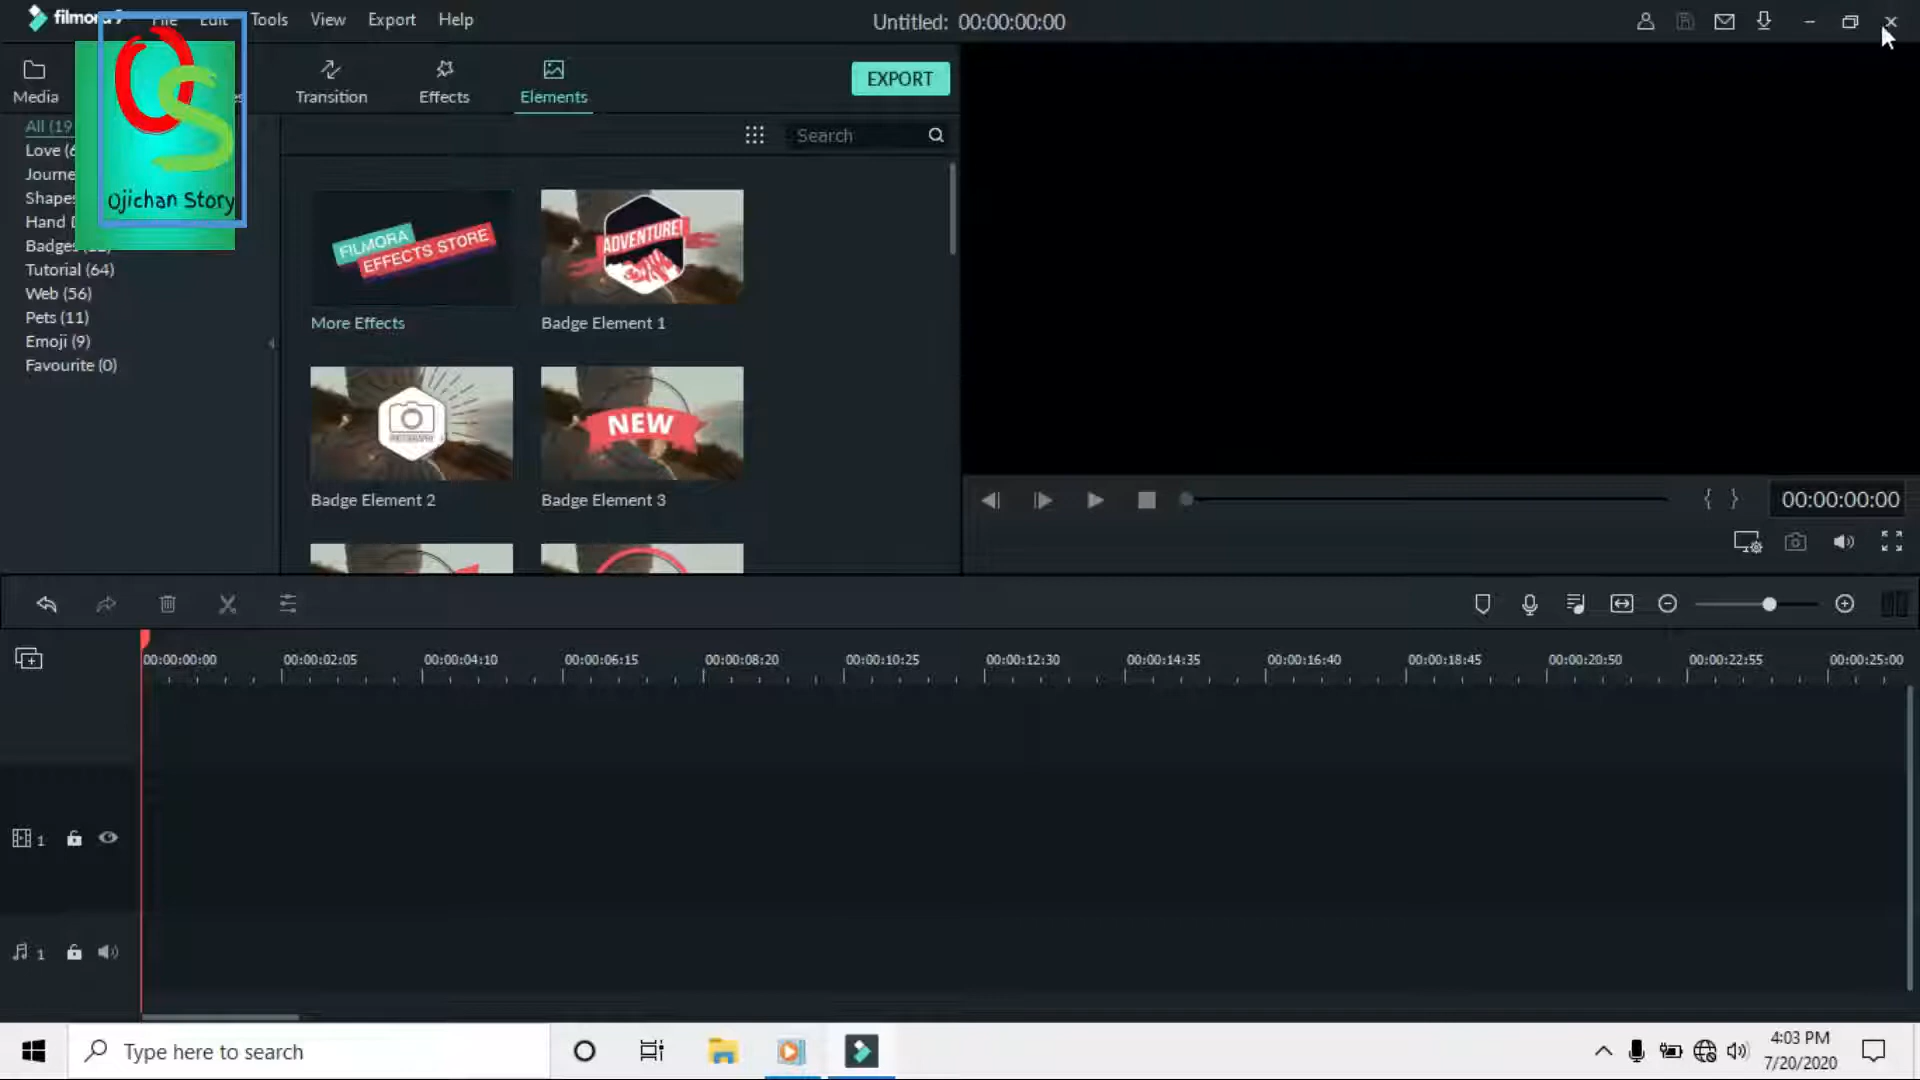 filmora9 File Edit Tools View Export Help
Untitled: 00:00:00:00
Media
Transition
Effects
Elements
EXPORT
OS
Ojichan Story
Search
All (19
Love (6
Journe
Shapes
Hand D
Badges
Tutorial (64)
Web (56)
Pets (11)
Emoji (9)
Favourite (0)
FILMORA
EFFECTS STORE
More Effects
ADVENTURE!
Badge Element 1
PHOTOGRAPHY
Badge Element 2
NEW
Badge Element 3
{ } 00:00:00:00
00:00:00:00 00:00:02:05 00:00:04:10 00:00:06:15 00:00:08:20 00:00:10:25 00:00:12:30 00:00:14:35 00:00:16:40 00:00:18:45 00:00:20:50 00:00:22:55 00:00:25:00
1
1
Type here to search
4:03 PM
7/20/2020